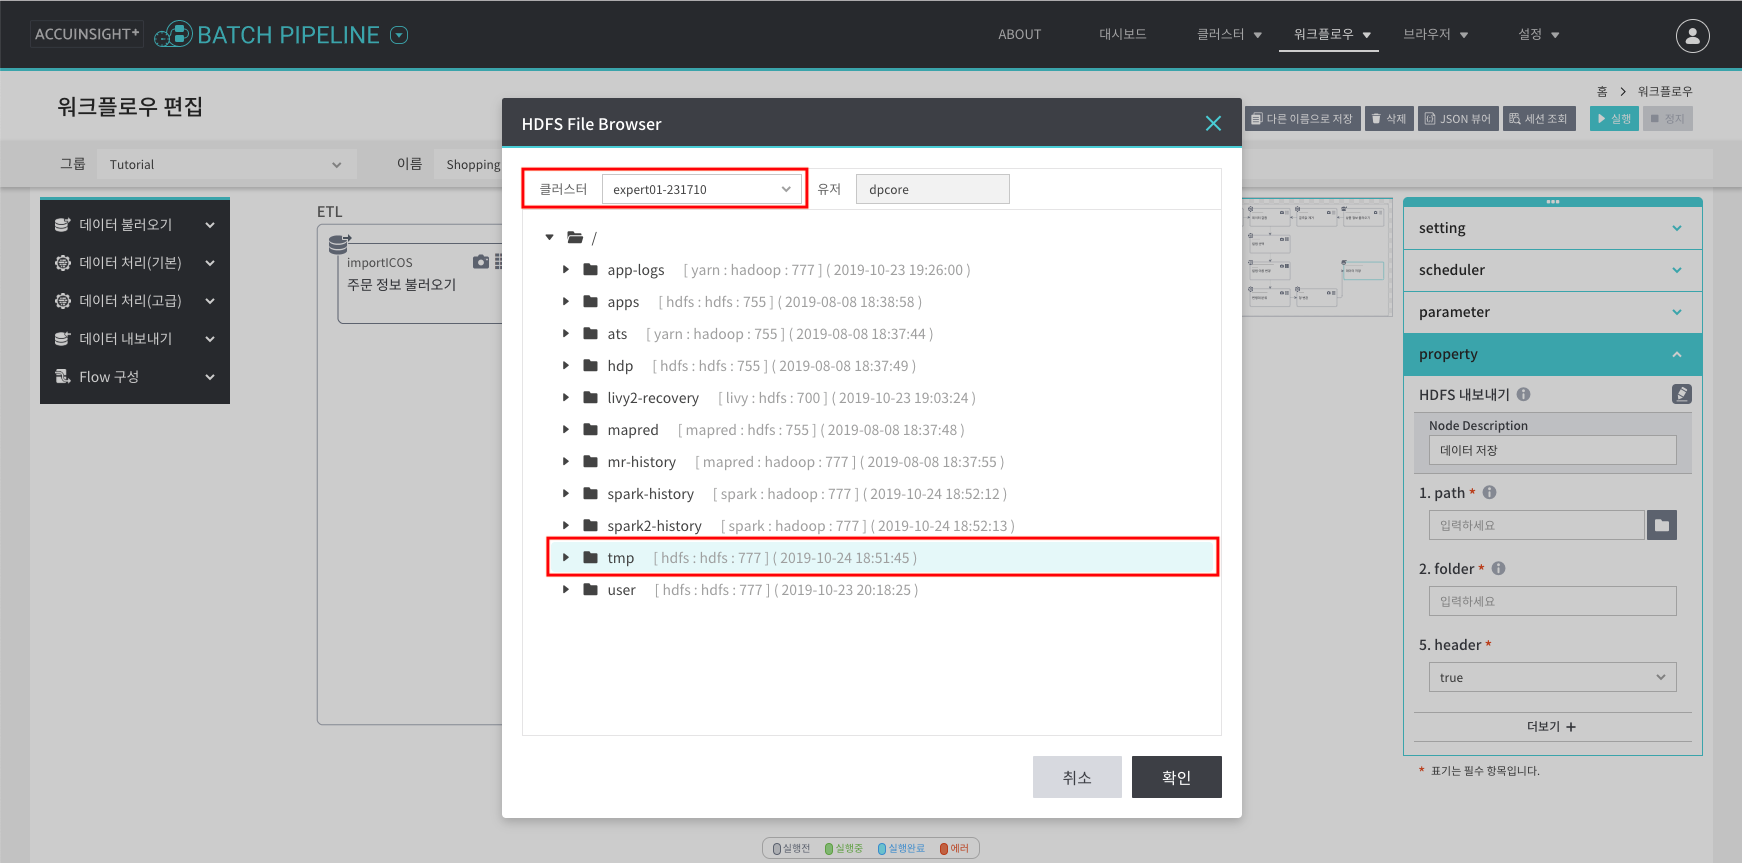 ACCUINSIGHT+ BATCH PIPELINE
ABOUT 대시보드 클러스터 워크플로우 브라우저 설정
워크플로우 편집
홈 > 워크플로우
다른 이름으로 저장 삭제 JSON 뷰어 세션 조회 실행 정지
그룹 Tutorial 이름 Shopping
데이터 불러오기
데이터 처리(기본)
데이터 처리(고급)
데이터 내보내기
Flow 구성
ETL
importICOS
주문 정보 불러오기
HDFS File Browser
클러스터 expert01-231710 유저 dpcore
/
app-logs [ yarn : hadoop : 777 ] ( 2019-10-23 19:26:00 )
apps [ hdfs : hdfs : 755 ] ( 2019-08-08 18:38:58 )
ats [ yarn : hadoop : 755 ] ( 2019-08-08 18:37:44 )
hdp [ hdfs : hdfs : 755 ] ( 2019-08-08 18:37:49 )
livy2-recovery [ livy : hdfs : 700 ] ( 2019-10-23 19:03:24 )
mapred [ mapred : hdfs : 755 ] ( 2019-08-08 18:37:48 )
mr-history [ mapred : hadoop : 777 ] ( 2019-08-08 18:37:55 )
spark-history [ spark : hadoop : 777 ] ( 2019-10-24 18:52:12 )
spark2-history [ spark : hadoop : 777 ] ( 2019-10-24 18:52:13 )
tmp [ hdfs : hdfs : 777 ] ( 2019-10-24 18:51:45 )
user [ hdfs : hdfs : 777 ] ( 2019-10-23 20:18:25 )
취소 확인
setting
scheduler
parameter
property
HDFS 내보내기
Node Description
데이터 저장
1. path *
입력하세요
2. folder *
입력하세요
5. header *
true
더보기 +
* 표기는 필수 항목입니다.
실행전 실행중 실행완료 에러